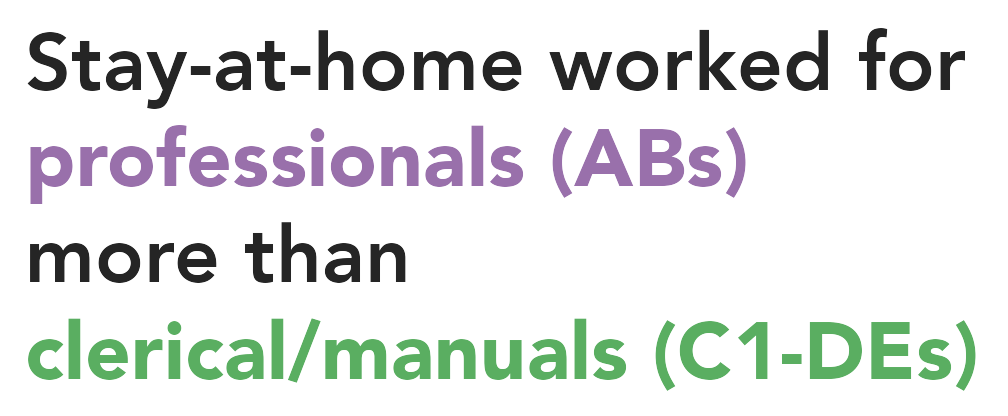 Stay-at-home worked for
professionals (ABs)
more than
clerical/manuals (C1-DEs)